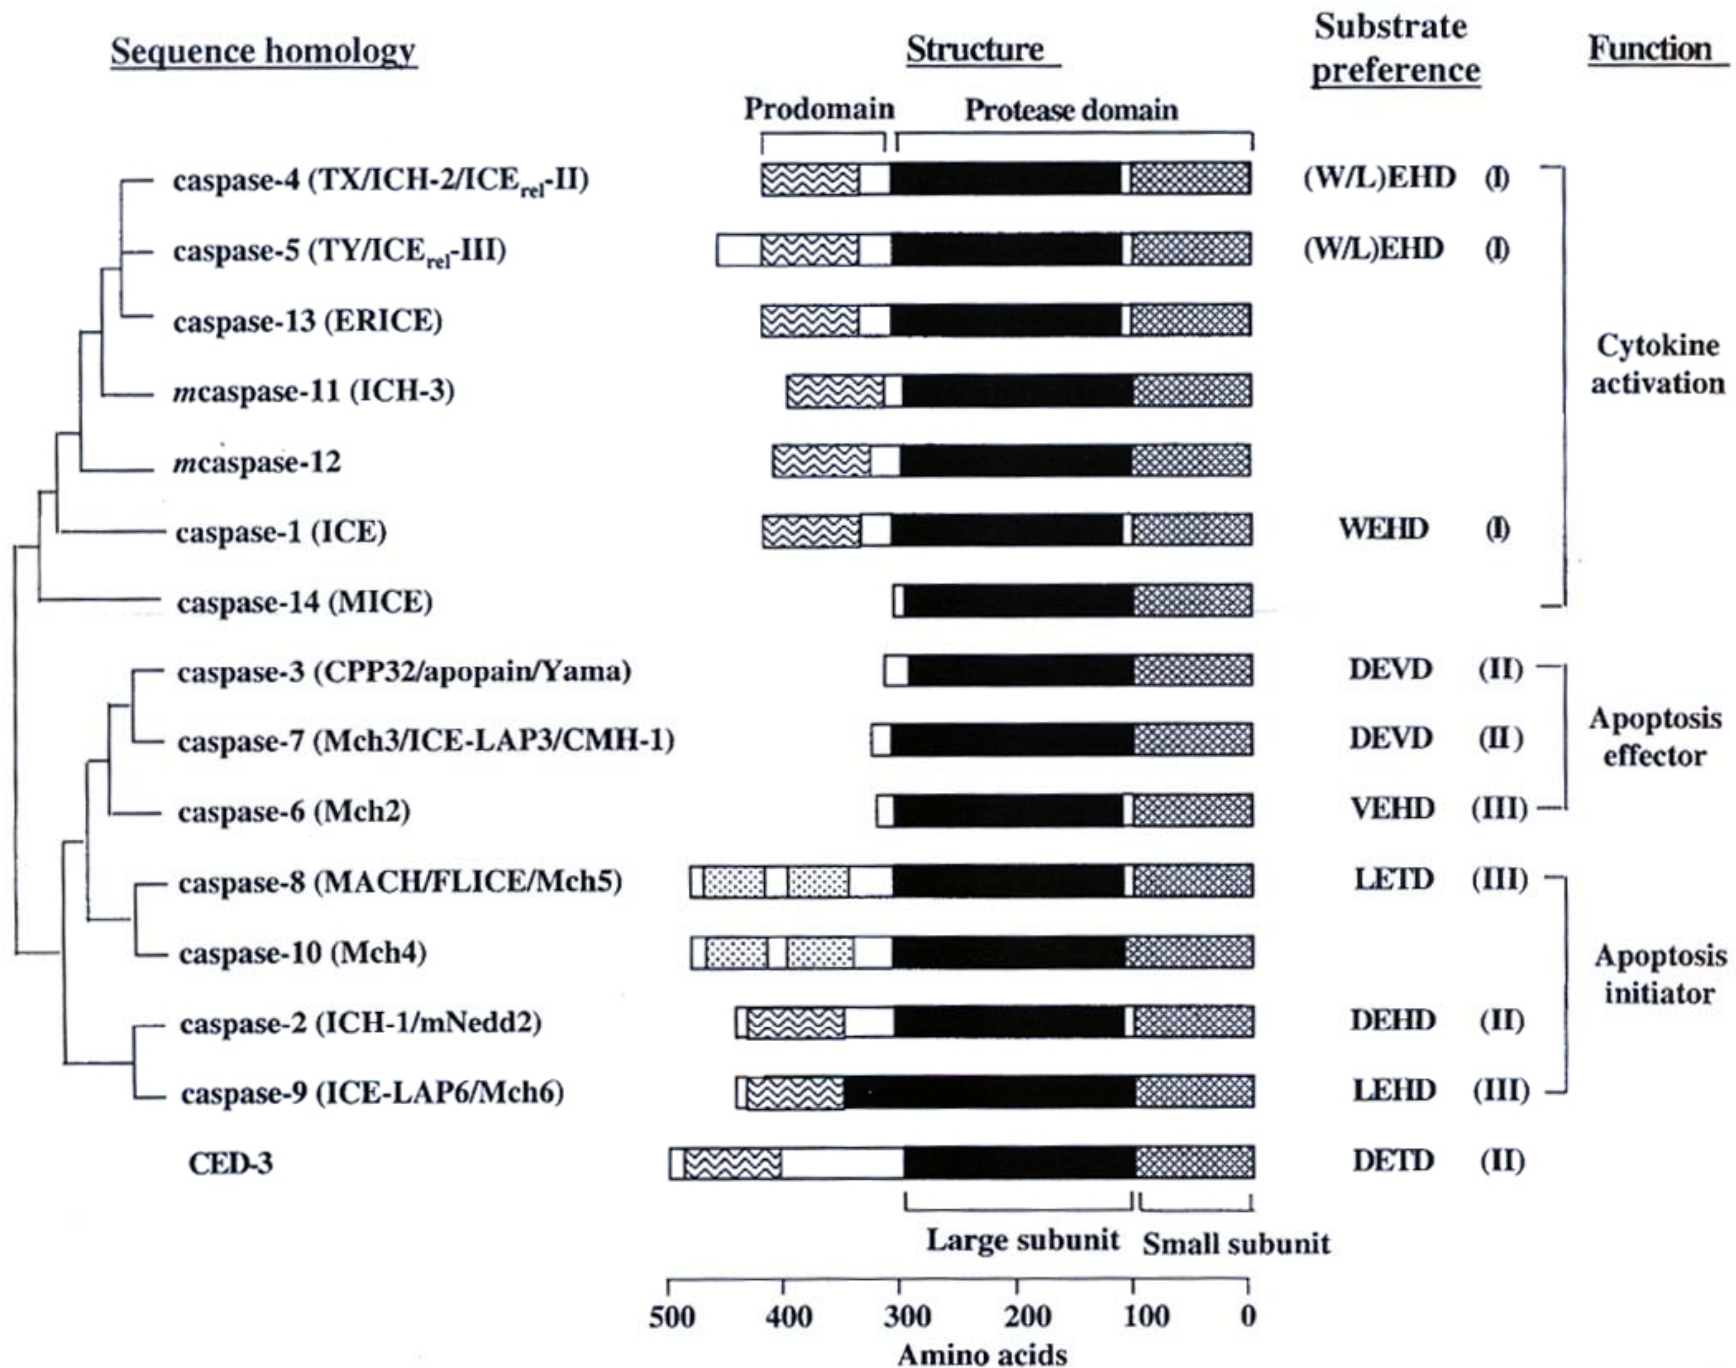 Sequence homology
Structure
Substrate
preference
Function
Prodomain
Protease domain
caspase-4 (TX/ICH-2/ICErel-II)
(W/L)EHD (I)
caspase-5 (TY/ICErel-III)
(W/L)EHD (I)
caspase-13 (ERICE)
Cytokine
activation
mcaspase-11 (ICH-3)
mcaspase-12
caspase-1 (ICE)
WEHD (I)
caspase-14 (MICE)
caspase-3 (CPP32/apopain/Yama)
DEVD (II)
Apoptosis
effector
caspase-7 (Mch3/ICE-LAP3/CMH-1)
DEVD (II)
caspase-6 (Mch2)
VEHD (III)
caspase-8 (MACH/FLICE/Mch5)
LETD (III)
caspase-10 (Mch4)
Apoptosis
initiator
caspase-2 (ICH-1/mNedd2)
DEHD (II)
caspase-9 (ICE-LAP6/Mch6)
LEHD (III)
CED-3
DETD (II)
Large subunit
Small subunit
500 400 300 200 100 0
Amino acids